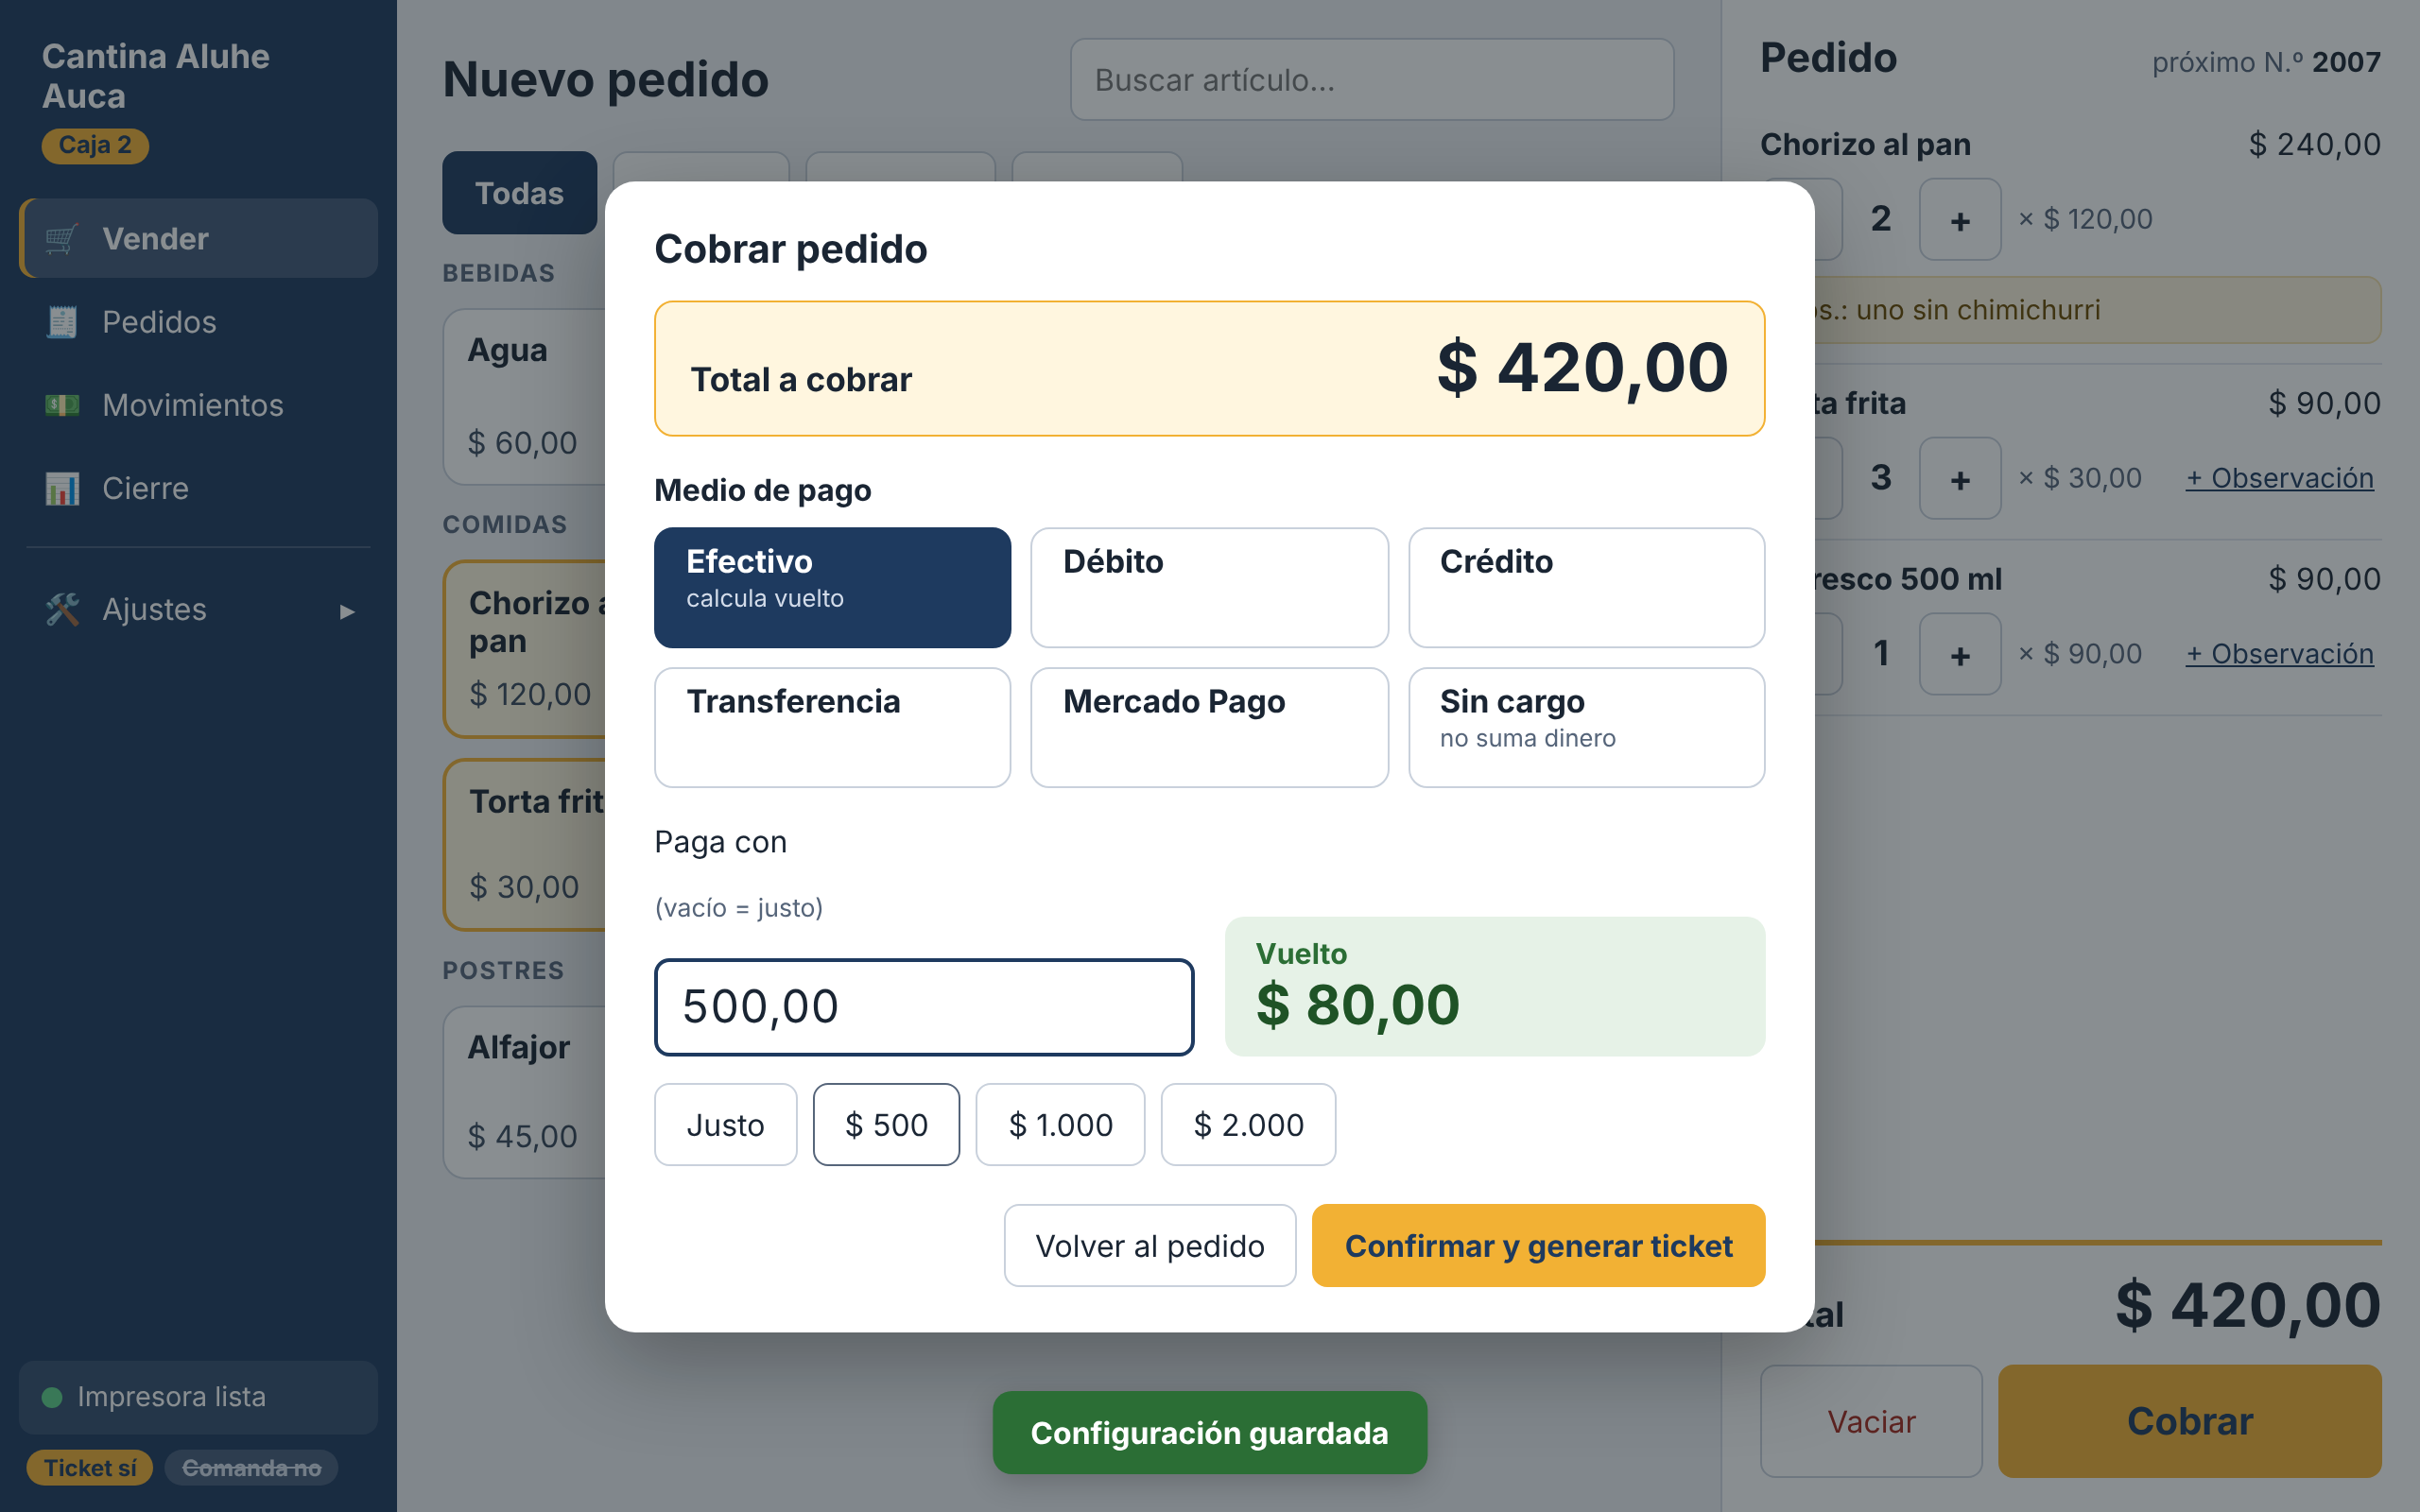 Cantina Aluhe
Auca
Caja 2
Vender
Pedidos
Movimientos
Cierre
Ajustes
Impresora lista
Ticket sí
Comanda no
Nuevo pedido
Buscar artículo...
Todas
BEBIDAS
Agua
$ 60,00
COMIDAS
Chorizo a
pan
$ 120,00
Torta frit
$ 30,00
POSTRES
Alfajor
$ 45,00
Cobrar pedido
Total a cobrar
$ 420,00
Medio de pago
Efectivo
calcula vuelto
Débito
Crédito
Transferencia
Mercado Pago
Sin cargo
no suma dinero
Paga con
(vacío = justo)
500,00
Vuelto
$ 80,00
Justo
$ 500
$ 1.000
$ 2.000
Volver al pedido
Confirmar y generar ticket
Configuración guardada
Pedido
próximo N.º 2007
Chorizo al pan
$ 240,00
2
+
× $ 120,00
s.: uno sin chimichurri
ta frita
$ 90,00
3
+
× $ 30,00
+ Observación
resco 500 ml
$ 90,00
1
+
× $ 90,00
+ Observación
tal
$ 420,00
Vaciar
Cobrar